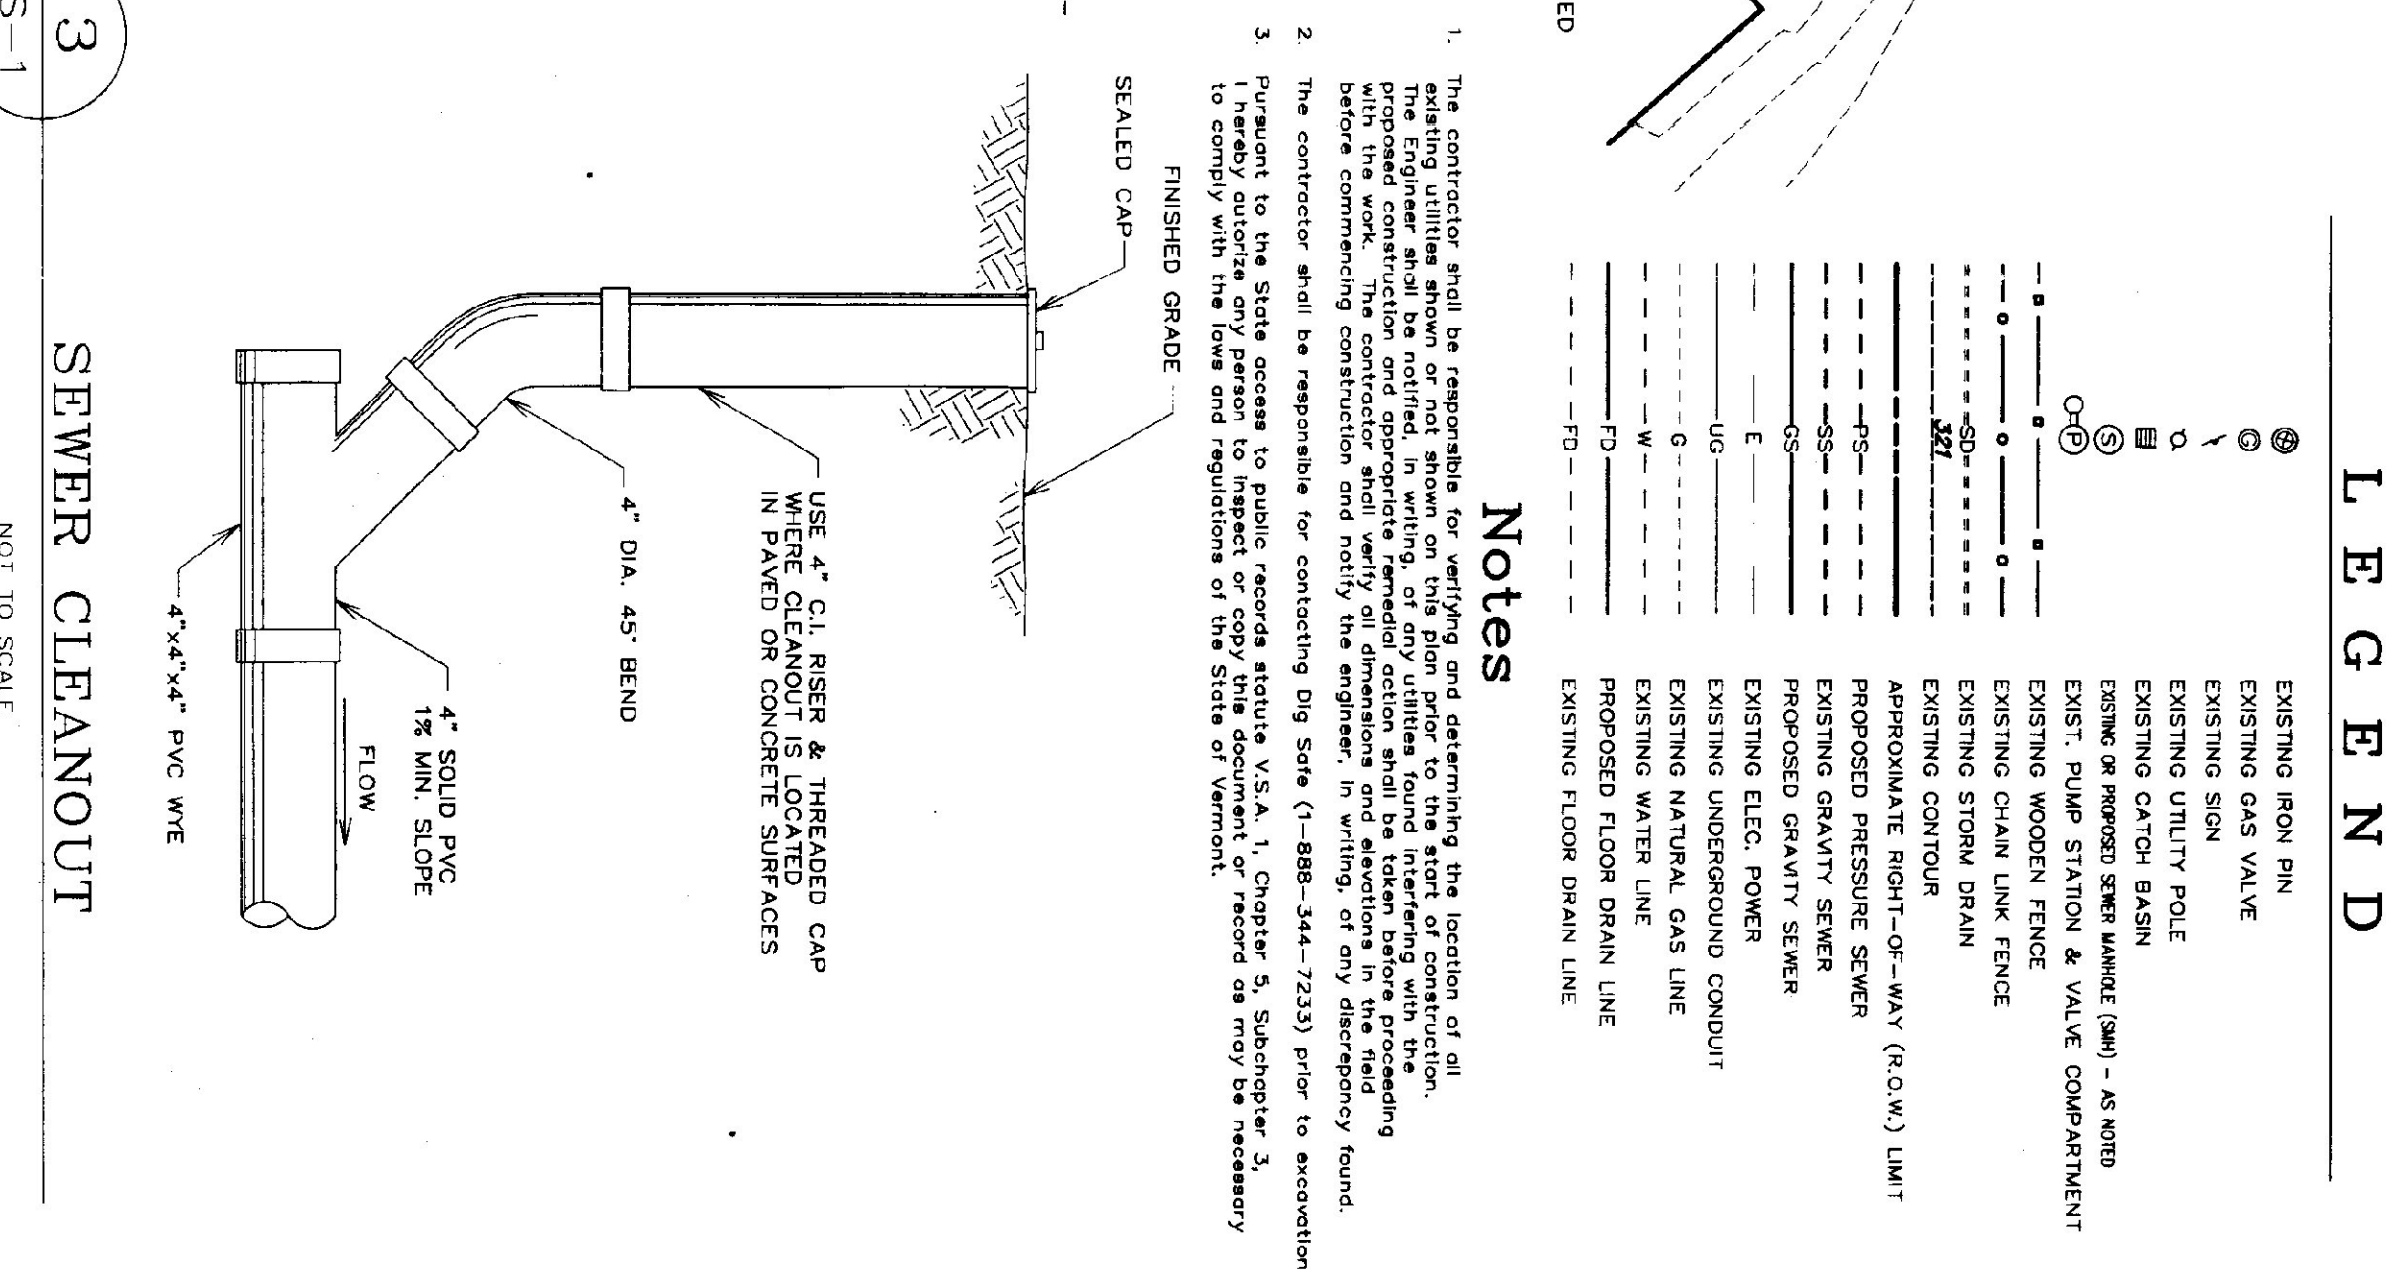 LEGEND
EXISTING IRON PIN
G EXISTING GAS VALVE
EXISTING SIGN
EXISTING UTILITY POLE
EXISTING CATCH BASIN
S EXISTING OR PROPOSED SEWER MANHOLE (SMH) - AS NOTED
P EXIST. PUMP STATION & VALVE COMPARTMENT
EXISTING WOODEN FENCE
EXISTING CHAIN LINK FENCE
SD EXISTING STORM DRAIN
321 EXISTING CONTOUR
APPROXIMATE RIGHT-OF-WAY (R.O.W.) LIMIT
PS PROPOSED PRESSURE SEWER
SS EXISTING GRAVITY SEWER
GS PROPOSED GRAVITY SEWER
E EXISTING ELEC. POWER
UG EXISTING UNDERGROUND CONDUIT
G EXISTING NATURAL GAS LINE
W EXISTING WATER LINE
FD PROPOSED FLOOR DRAIN LINE
FD EXISTING FLOOR DRAIN LINE
ED
Notes
1. The contractor shall be responsible for verifying and determining the location of all
existing utilities shown or not shown on this plan prior to the start of construction.
The Engineer shall be notified, in writing, of any utilities found interfering with the
proposed construction and appropriate remedial action shall be taken before proceeding
with the work. The contractor shall verify all dimensions and elevations in the field
before commencing construction and notify the engineer, in writing, of any discrepancy found.
2. The contractor shall be responsible for contacting Dig Safe (1-888-344-7233) prior to excavation
3. Pursuant to the State access to public records statute V.S.A. 1, Chapter 5, Subchapter 3,
I hereby autorize any person to inspect or copy this document or record as may be necessary
to comply with the laws and regulations of the State of Vermont.
FINISHED GRADE
SEALED CAP
USE 4" C.I. RISER & THREADED CAP
WHERE CLEANOUT IS LOCATED
IN PAVED OR CONCRETE SURFACES
4" DIA. 45° BEND
4" SOLID PVC
1% MIN. SLOPE
FLOW
4"x4"x4" PVC WYE
3
SEWER CLEANOUT
S-1
NOT TO SCALE